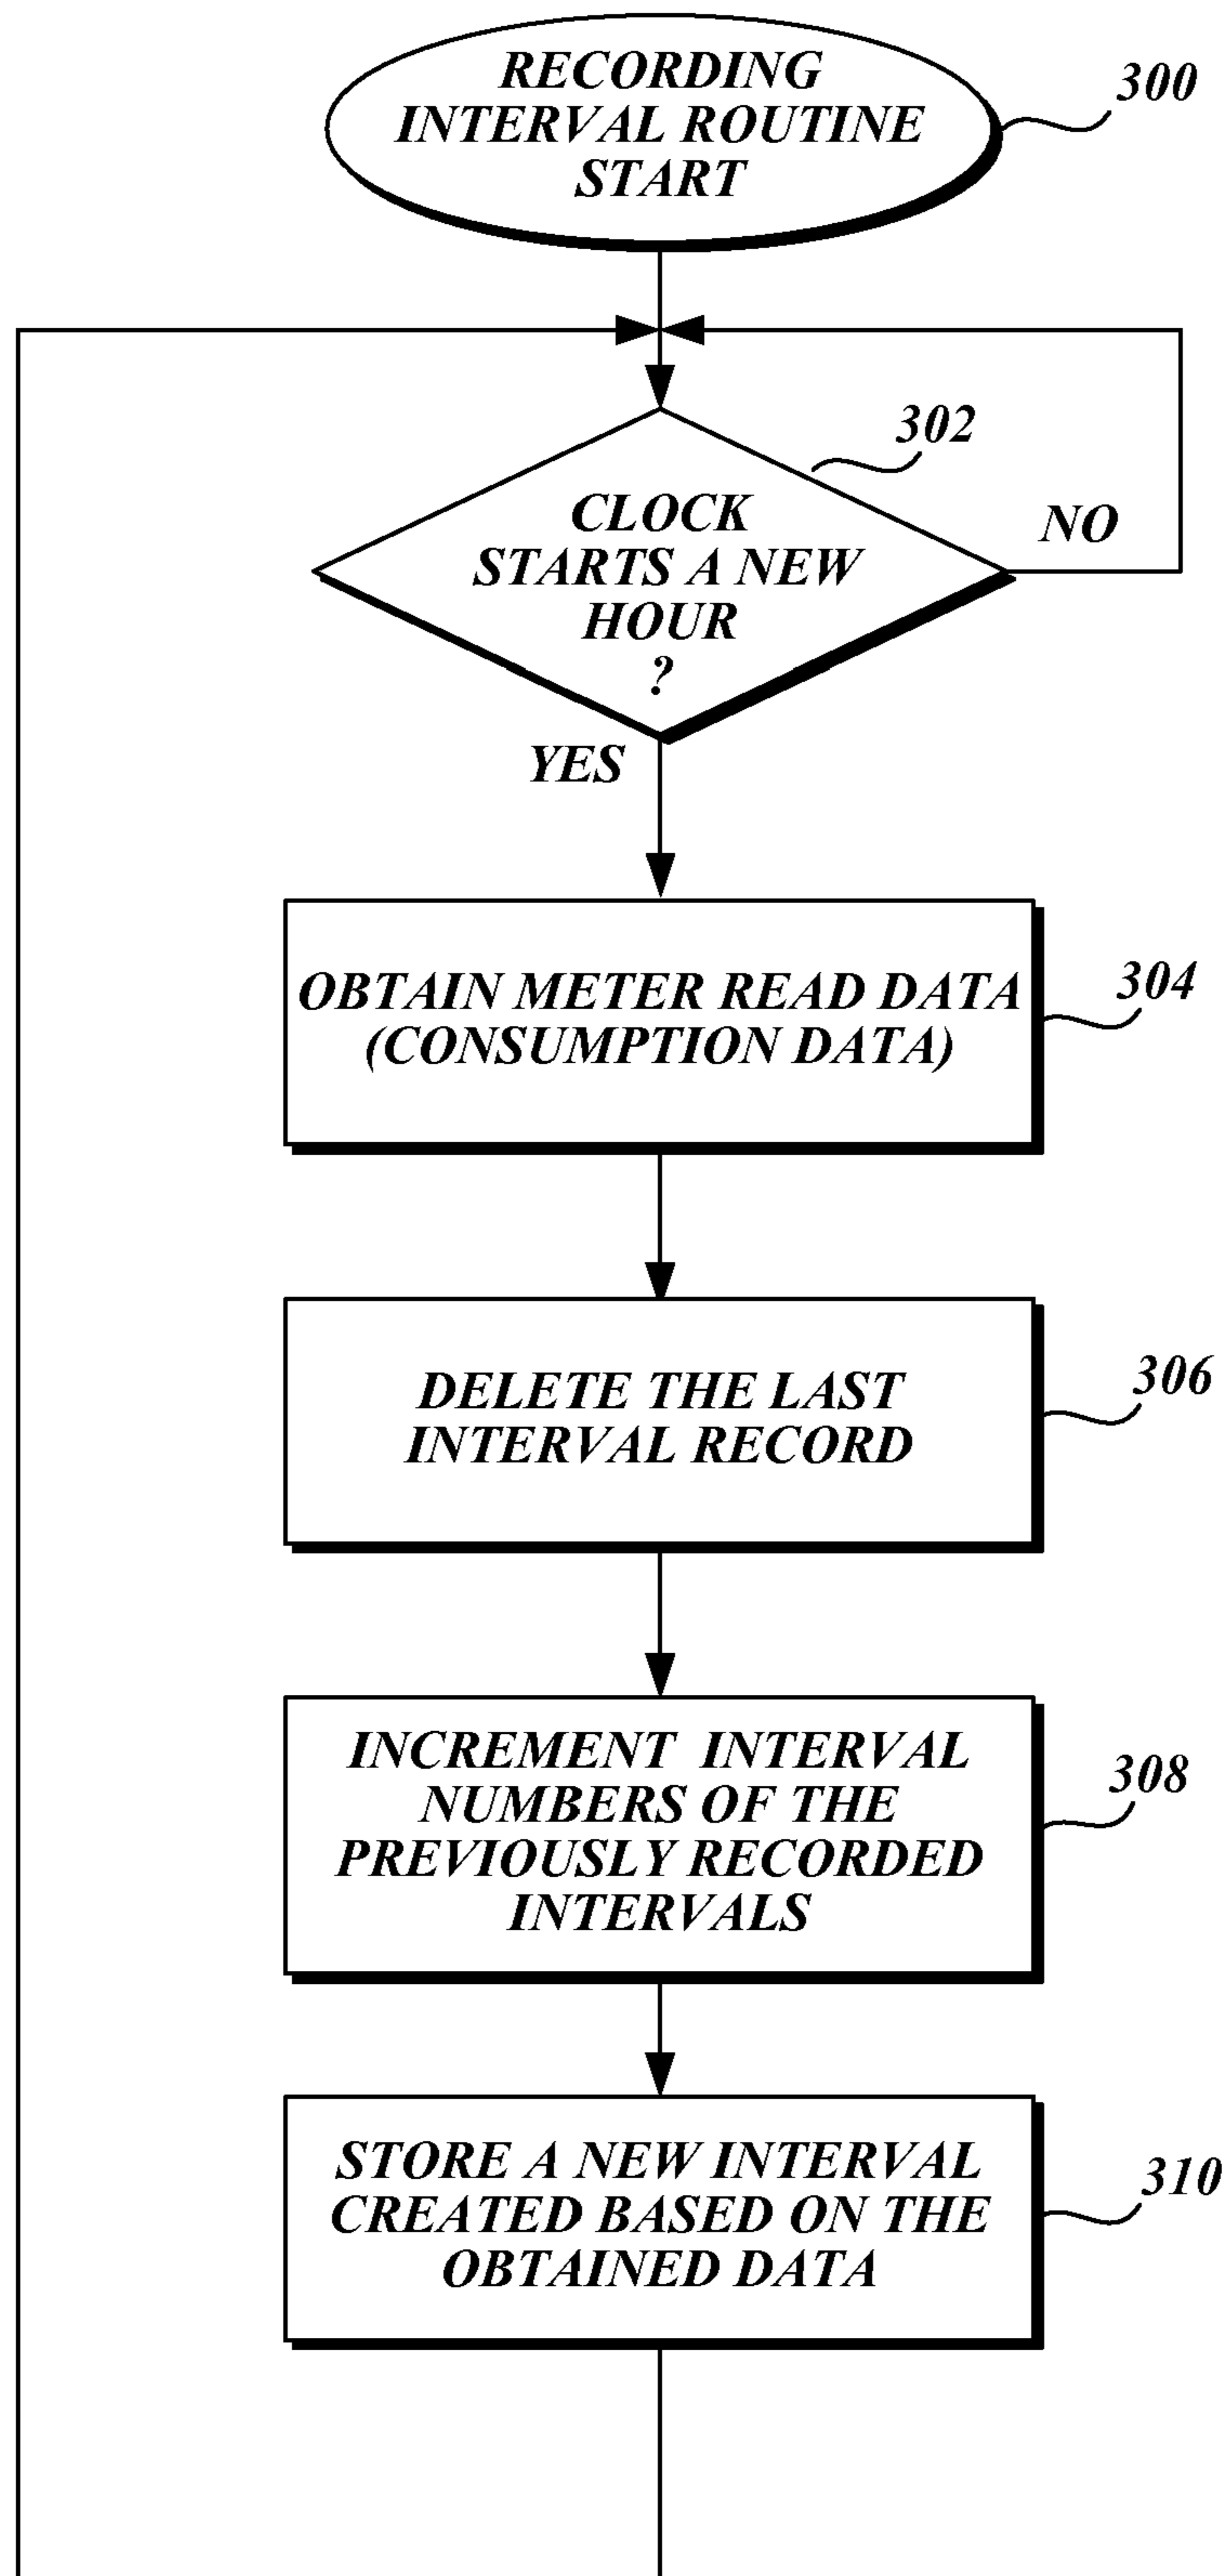 RECORDING
INTERVAL ROUTINE
START
300
302
CLOCK
STARTS A NEW
HOUR
?
NO
YES
OBTAIN METER READ DATA
(CONSUMPTION DATA)
304
DELETE THE LAST
INTERVAL RECORD
306
INCREMENT INTERVAL
NUMBERS OF THE
PREVIOUSLY RECORDED
INTERVALS
308
STORE A NEW INTERVAL
CREATED BASED ON THE
OBTAINED DATA
310